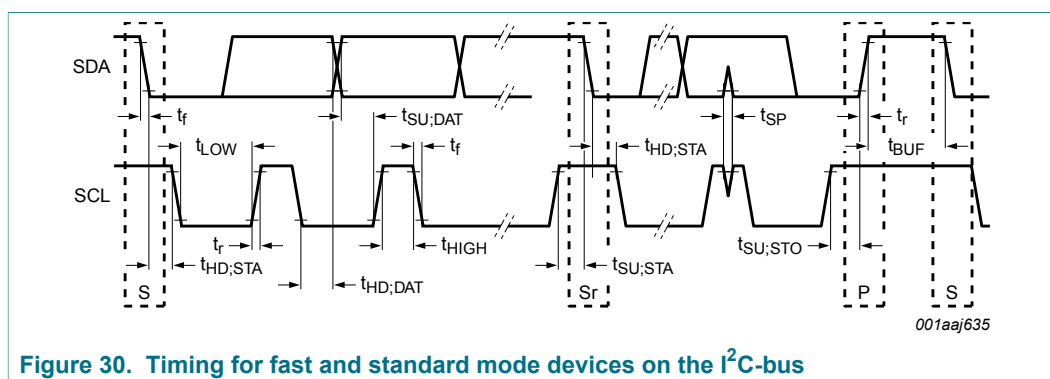 SDA
t_f
t_SU;DAT
t_SP
t_r
t_LOW
t_f
t_HD;STA
t_BUF
SCL
t_r
t_HD;STA
t_HIGH
t_SU;STA
t_SU;STO
t_HD;DAT
S
Sr
P
S
001aaj635
Figure 30. Timing for fast and standard mode devices on the I²C-bus